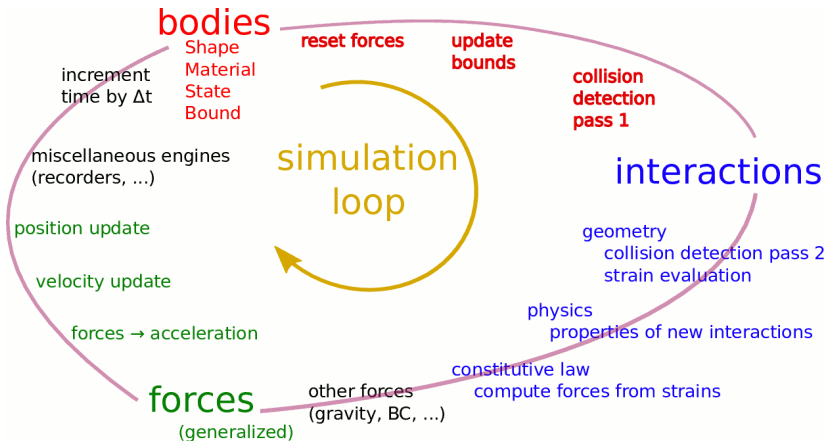 bodies
Shape
Material
State
Bound
reset forces
update
bounds
collision
detection
pass 1
interactions
geometry
collision detection pass 2
strain evaluation
physics
properties of new interactions
constitutive law
compute forces from strains
other forces
(gravity, BC, ...)
forces
(generalized)
forces → acceleration
velocity update
position update
miscellaneous engines
(recorders, ...)
increment
time by Δt
simulation
loop